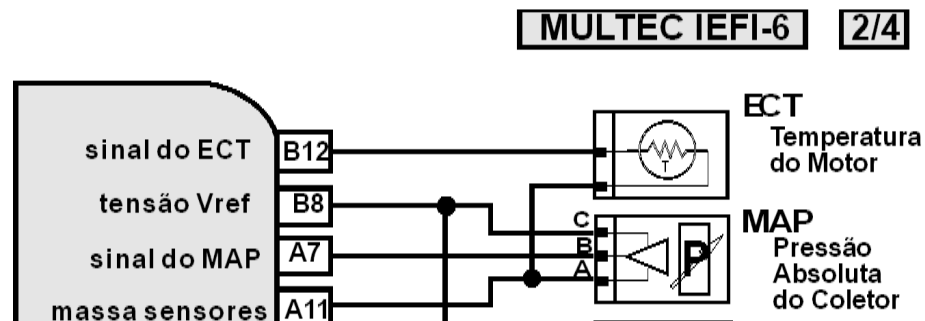 MULTEC IEFI-6 2/4
ECT
Temperatura
do Motor
sinal do ECT B12
T
tensão Vref B8
C
MAP
Pressão
Absoluta
do Coletor
sinal do MAP A7
B
P
A
massa sensores A11